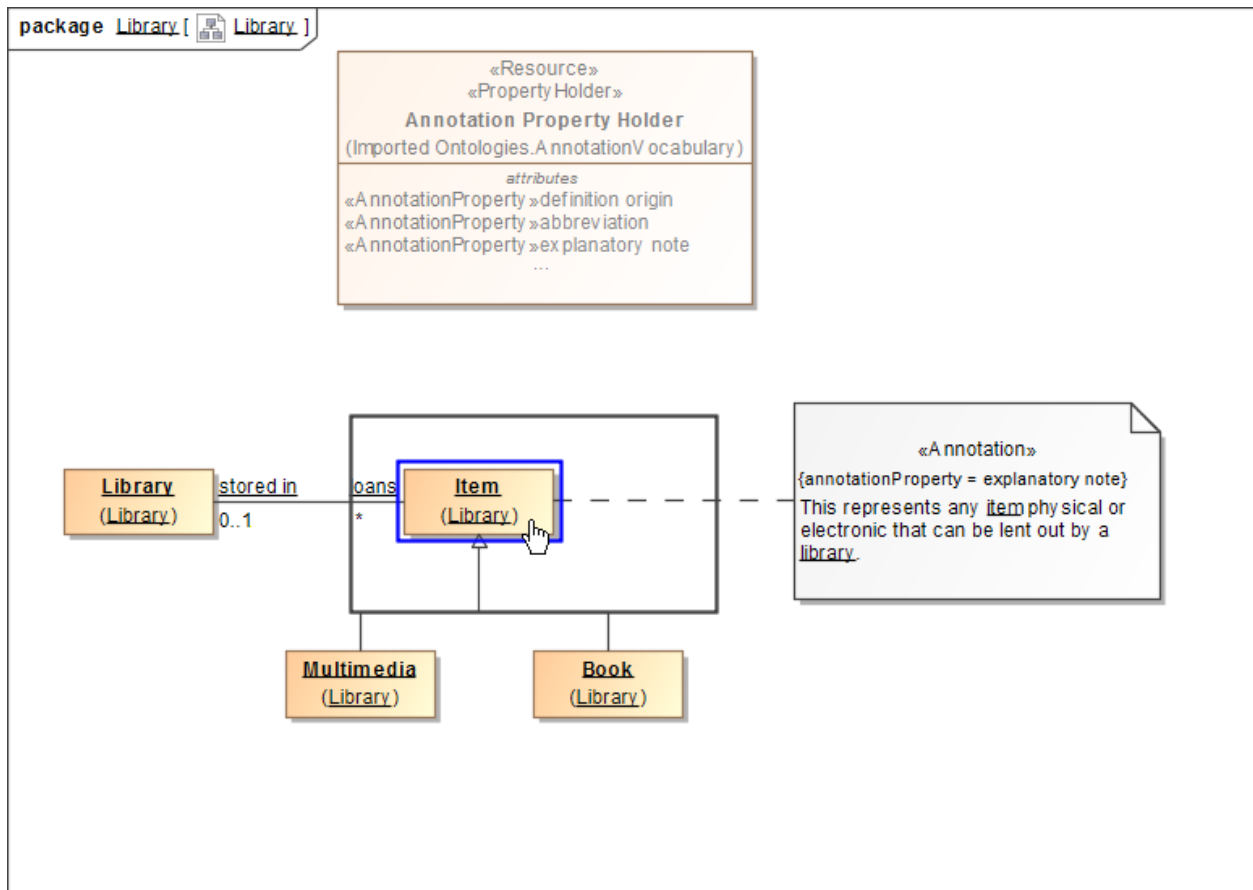 package Library [ Library ]
«Resource»
«PropertyHolder»
Annotation Property Holder
(Imported Ontologies.AnnotationVocabulary)
attributes
«AnnotationProperty»definition origin
«AnnotationProperty»abbreviation
«AnnotationProperty»explanatory note
...
Library
(Library)
stored in
0..1
oans
*
Item
(Library)
«Annotation»
{annotationProperty = explanatory note}
This represents any item physical or
electronic that can be lent out by a
library.
Multimedia
(Library)
Book
(Library)